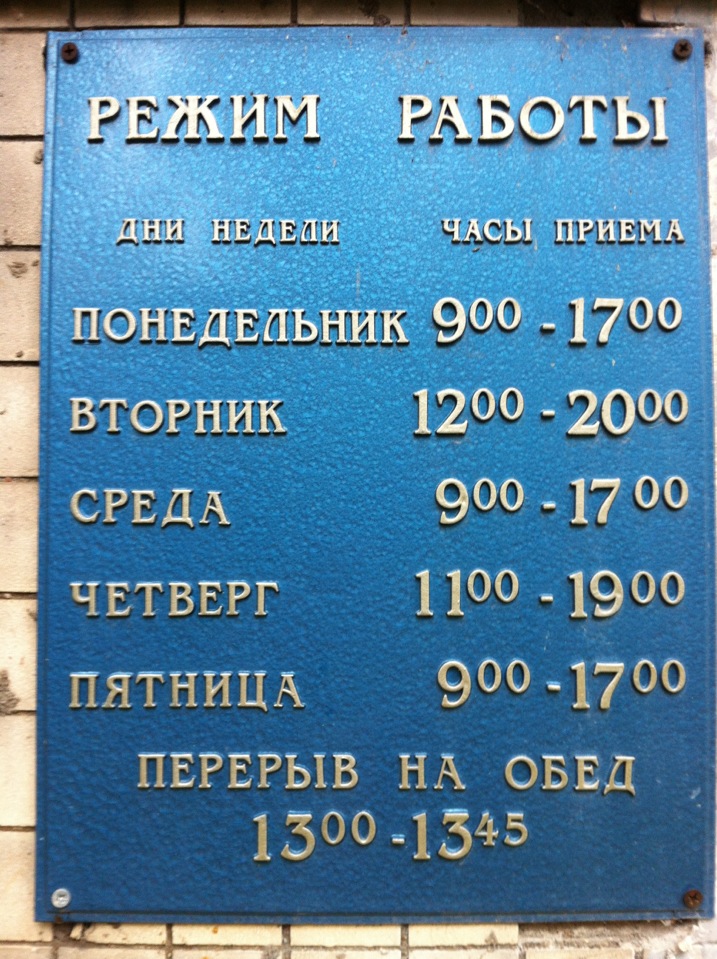 РЕЖИМ РАБОТЫ
ДНИ НЕДЕЛИ ЧАСЫ ПРИЕМА
ПОНЕДЕЛЬНИК 9⁰⁰ - 17⁰⁰
ВТОРНИК 12⁰⁰ - 20⁰⁰
СРЕДА 9⁰⁰ - 17⁰⁰
ЧЕТВЕРГ 11⁰⁰ - 19⁰⁰
ПЯТНИЦА 9⁰⁰ - 17⁰⁰
ПЕРЕРЫВ НА ОБЕД
13⁰⁰ - 13⁴⁵